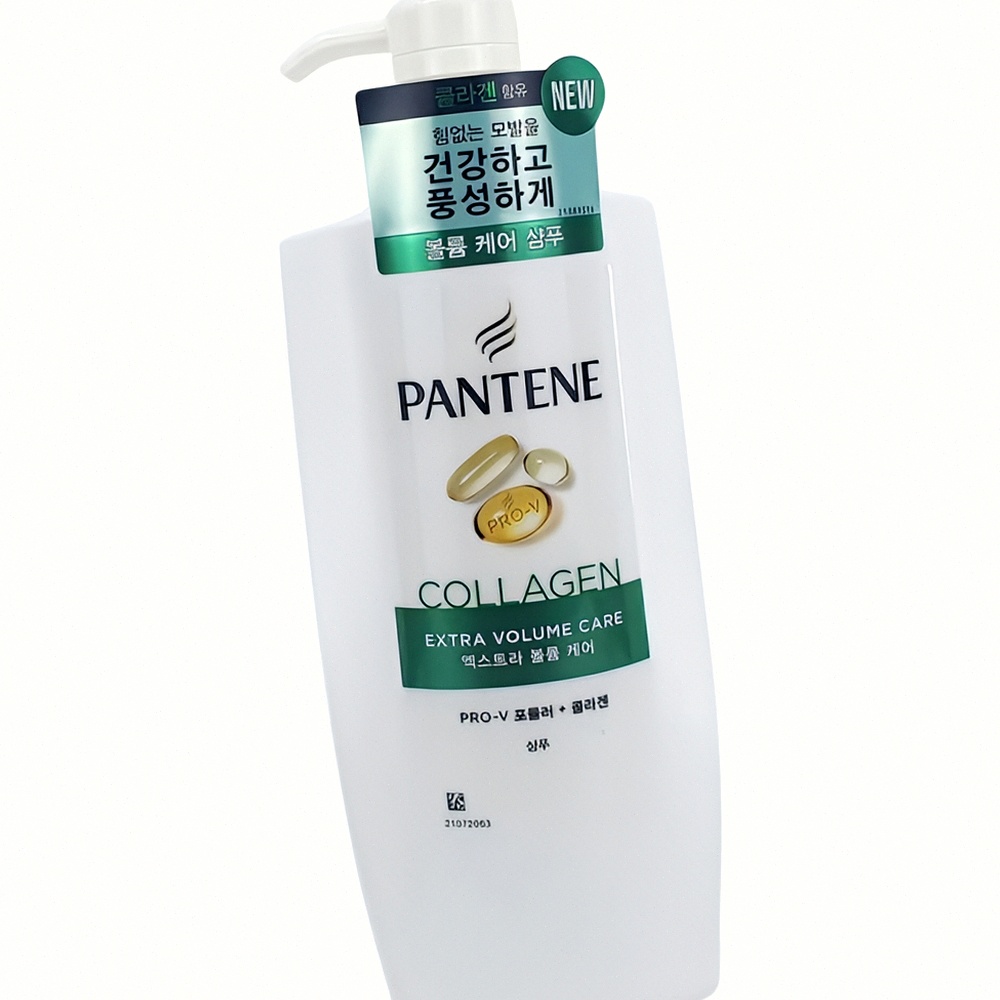 콜라겐 함유
NEW
힘없는 모발을
건강하고
풍성하게
볼륨 케어 샴푸
PANTENE
PRO-V
COLLAGEN
EXTRA VOLUME CARE
엑스트라 볼륨 케어
PRO-V 포뮬러 + 콜라겐
샴푸
21072003